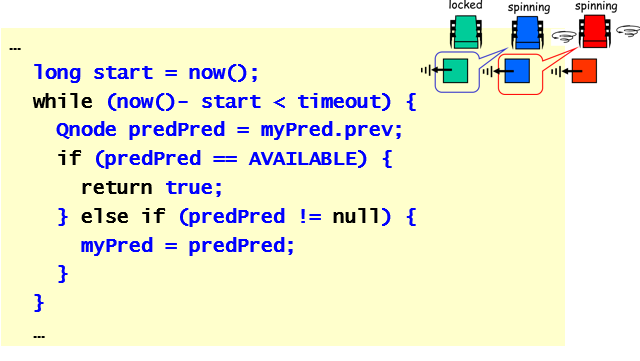 locked spinning spinning
…
long start = now();
while (now()- start < timeout) {
Qnode predPred = myPred.prev;
if (predPred == AVAILABLE) {
return true;
} else if (predPred != null) {
myPred = predPred;
}
}
…